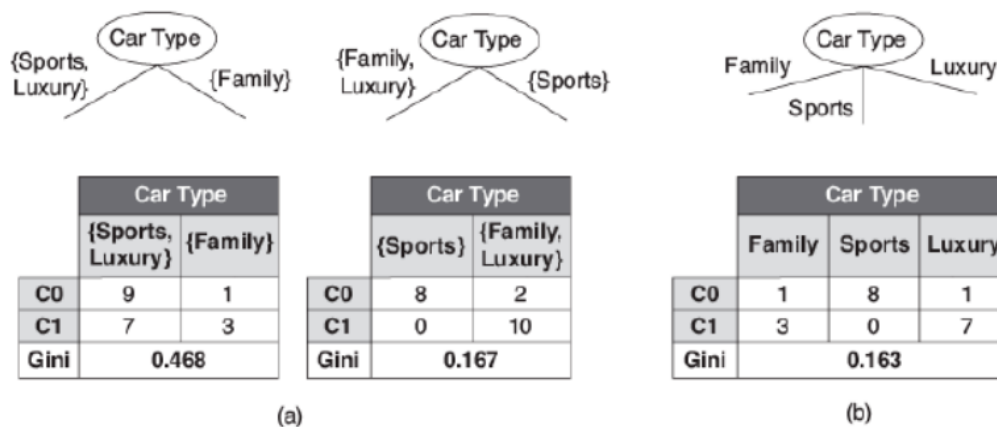 Car Type
{Sports,
Luxury}
{Family}
Car Type
{Family,
Luxury}
{Sports}
Car Type
Family
Luxury
Sports
Car Type
{Sports,
Luxury}
{Family}
C0 9 1
C1 7 3
Gini 0.468
Car Type
{Sports}
{Family,
Luxury}
C0 8 2
C1 0 10
Gini 0.167
(a)
Car Type
Family Sports Luxury
C0 1 8 1
C1 3 0 7
Gini 0.163
(b)